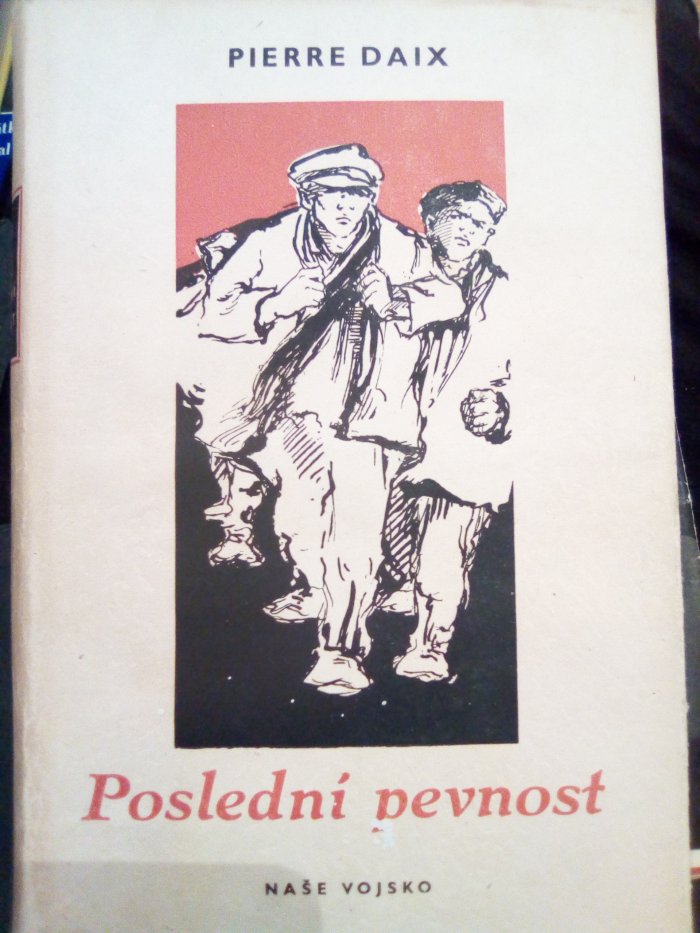 PIERRE DAIX
Poslední pevnost
NAŠE VOJSKO